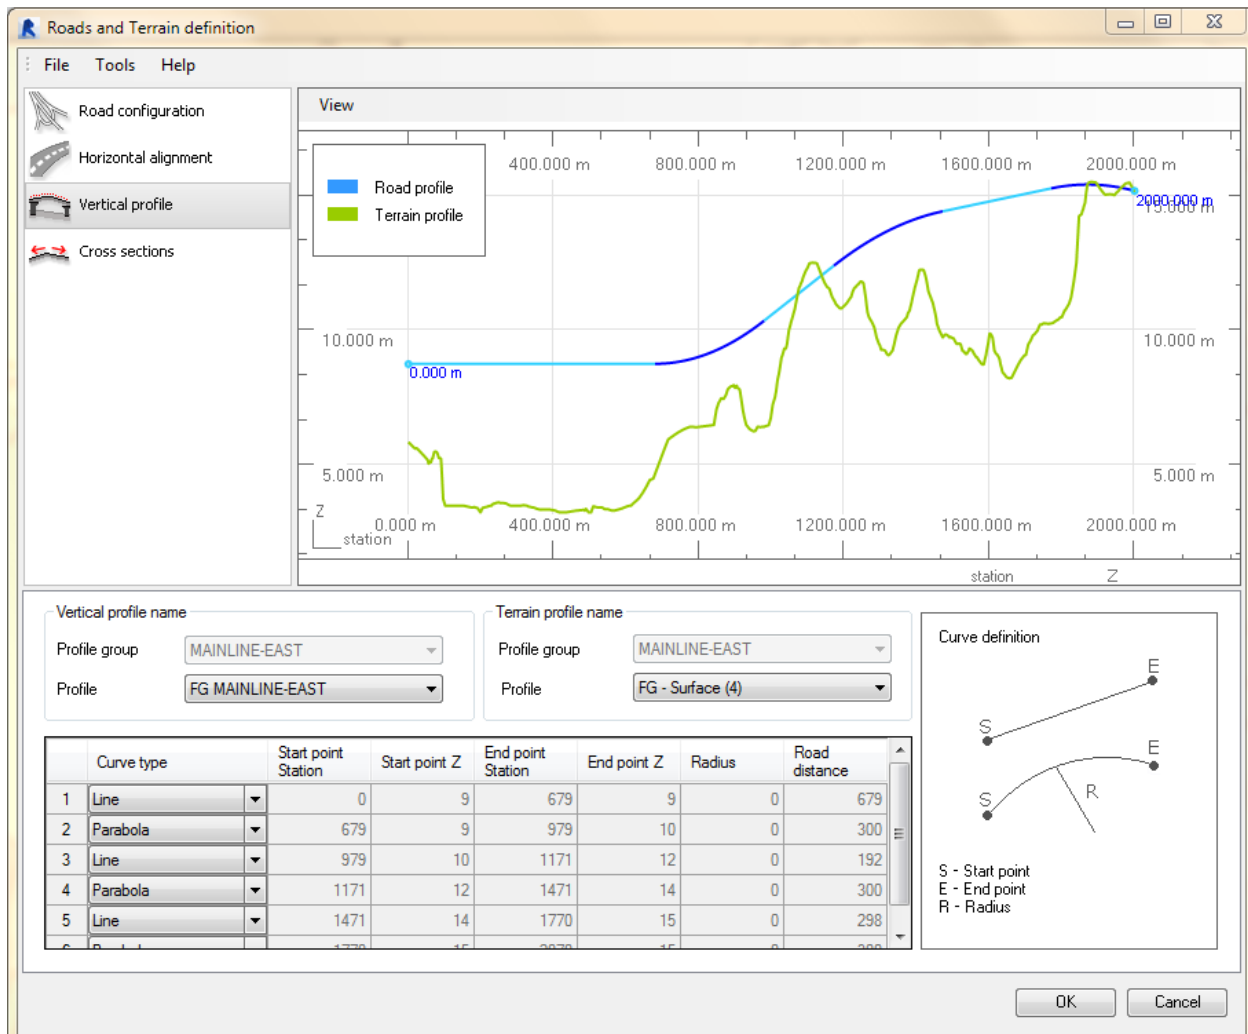 Roads and Terrain definition
File Tools Help
Road configuration
Horizontal alignment
Vertical profile
Cross sections
View
400.000 m 800.000 m 1200.000 m 1600.000 m 2000.000 m
Road profile
Terrain profile
2000.000 m
15.000 m
10.000 m 10.000 m
0.000 m
5.000 m 5.000 m
Z
0.000 m 400.000 m 800.000 m 1200.000 m 1600.000 m 2000.000 m
station
station Z
Vertical profile name
Profile group MAINLINE-EAST
Profile FG MAINLINE-EAST
Terrain profile name
Profile group MAINLINE-EAST
Profile FG - Surface (4)
Curve type Start point Station Start point Z End point Station End point Z Radius Road distance
1 Line 0 9 679 9 0 679
2 Parabola 679 9 979 10 0 300
3 Line 979 10 1171 12 0 192
4 Parabola 1171 12 1471 14 0 300
5 Line 1471 14 1770 15 0 298
Curve definition
E
S
E
S
R
S - Start point
E - End point
R - Radius
OK Cancel